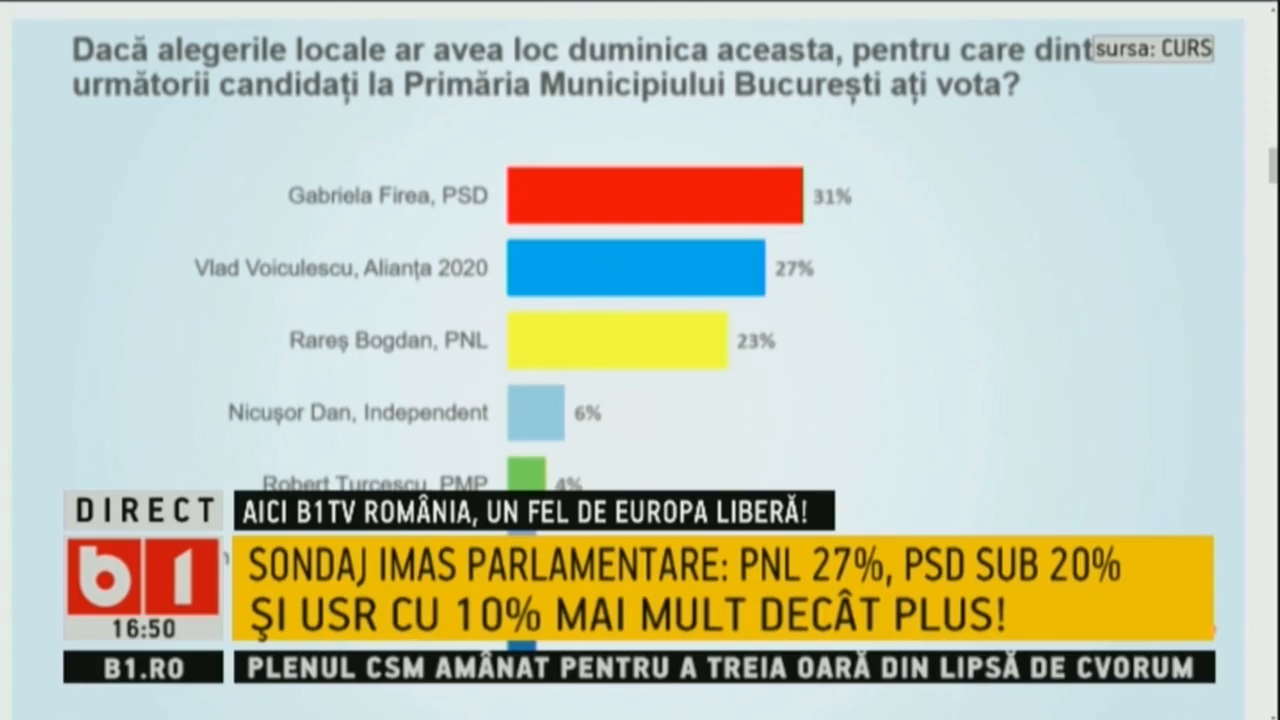 Dacă alegerile locale ar avea loc duminica aceasta, pentru care dint
sursa: CURS
următorii candidați la Primăria Municipiului București ați vota?
Gabriela Firea, PSD 31%
Vlad Voiculescu, Alianța 2020 27%
Rareș Bogdan, PNL 23%
Nicușor Dan, Independent 6%
Robert Turcescu, PMP 4%
DIRECT
AICI B1TV ROMÂNIA, UN FEL DE EUROPA LIBERĂ!
b1
SONDAJ IMAS PARLAMENTARE: PNL 27%, PSD SUB 20%
ŞI USR CU 10% MAI MULT DECÂT PLUS!
16:50
B1.RO
PLENUL CSM AMÂNAT PENTRU A TREIA OARĂ DIN LIPSĂ DE CVORUM